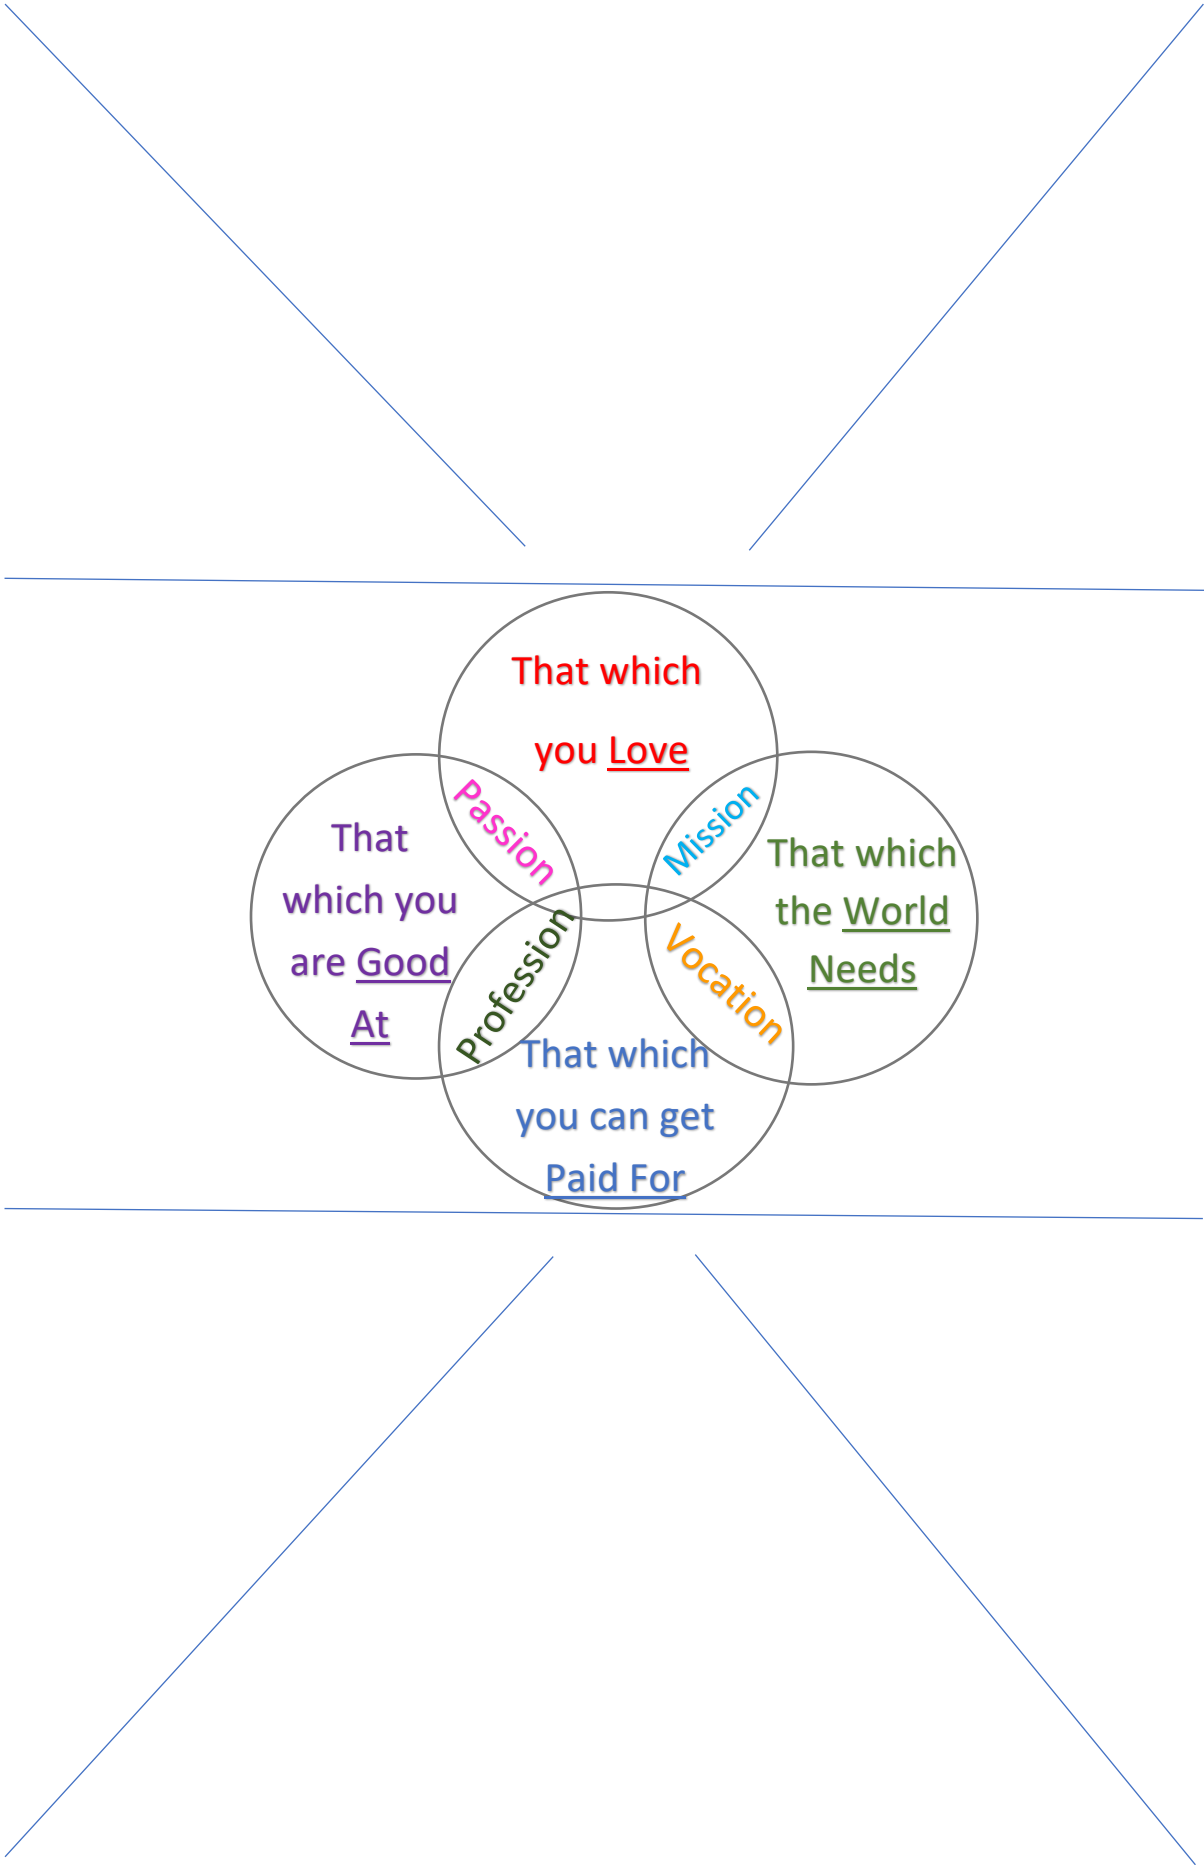 That which
you Love
Passion
Mission
That
which you
are Good
At
That which
the World
Needs
Profession
Vocation
That which
you can get
Paid For